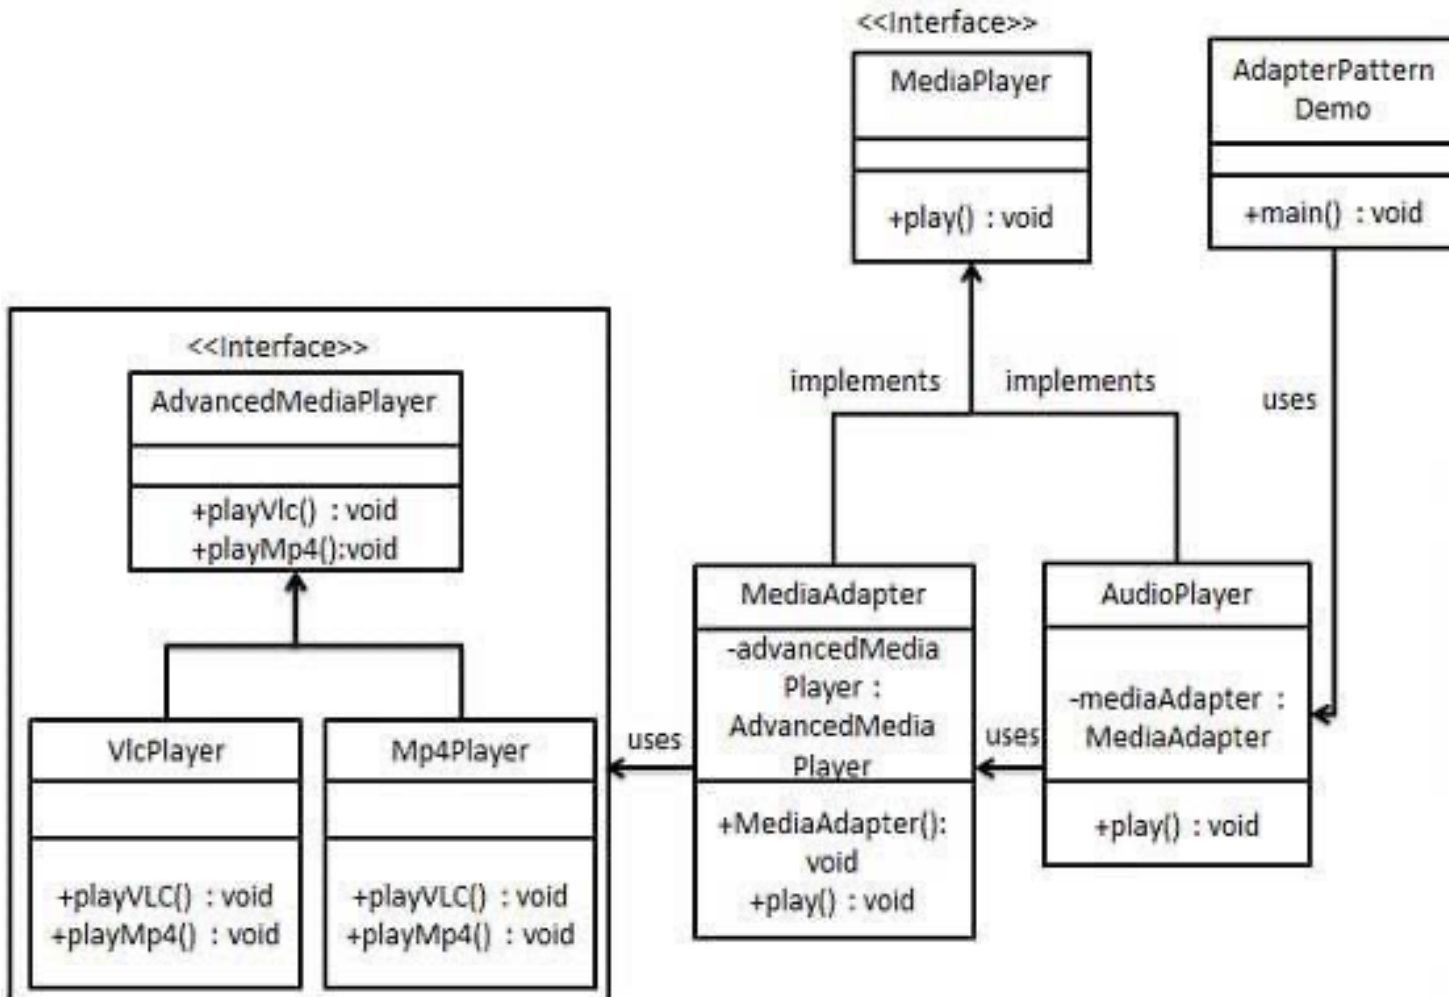 <<Interface>>
MediaPlayer
+play() : void
AdapterPattern
Demo
+main() : void
implements
implements
uses
<<Interface>>
AdvancedMediaPlayer
+playVlc() : void
+playMp4():void
VlcPlayer
+playVLC() : void
+playMp4() : void
Mp4Player
+playVLC() : void
+playMp4() : void
uses
MediaAdapter
-advancedMedia
Player :
AdvancedMedia
Player
+MediaAdapter():
void
+play() : void
uses
AudioPlayer
-mediaAdapter :
MediaAdapter
+play() : void